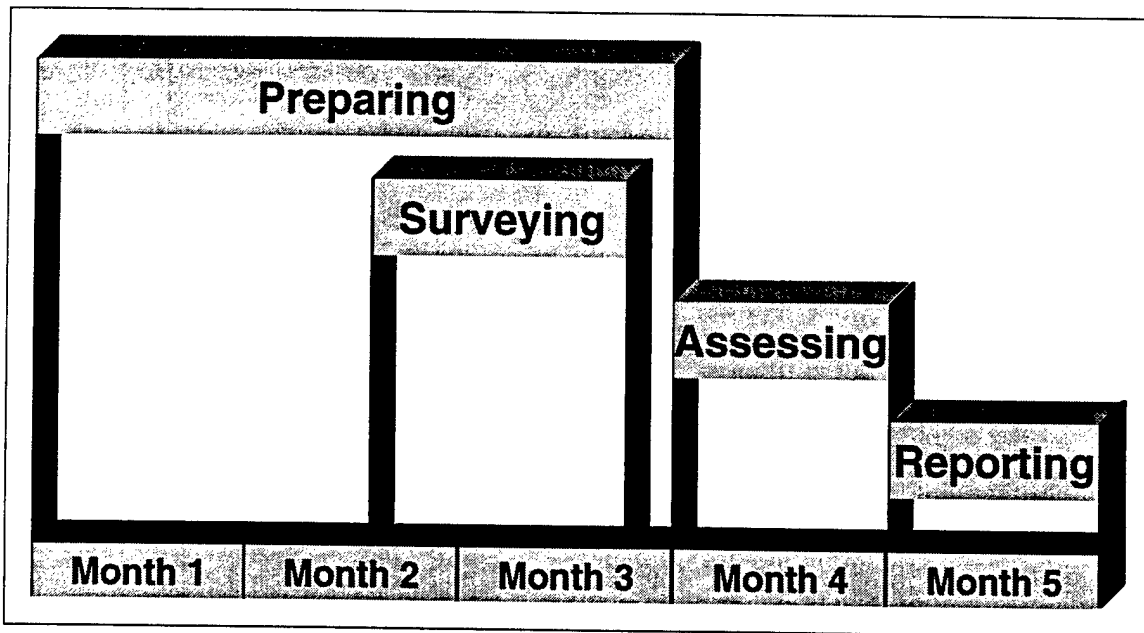 Preparing
Surveying
Assessing
Reporting
Month 1 Month 2 Month 3 Month 4 Month 5